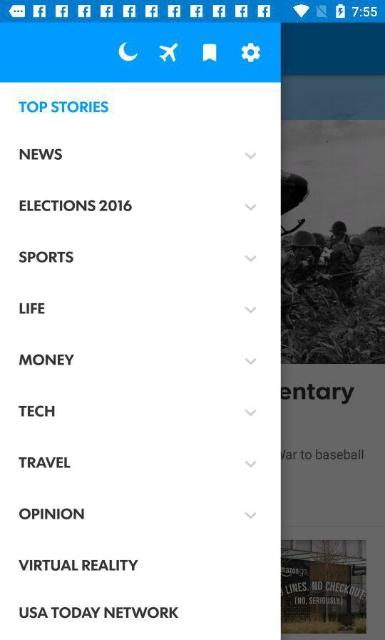 7:55
TOP STORIES
NEWS
ELECTIONS 2016
SPORTS
LIFE
MONEY
TECH
TRAVEL
OPINION
VIRTUAL REALITY
USA TODAY NETWORK
entary
War to baseball
LINES. NO CHECKOUT.
(NO, SERIOUSLY.)